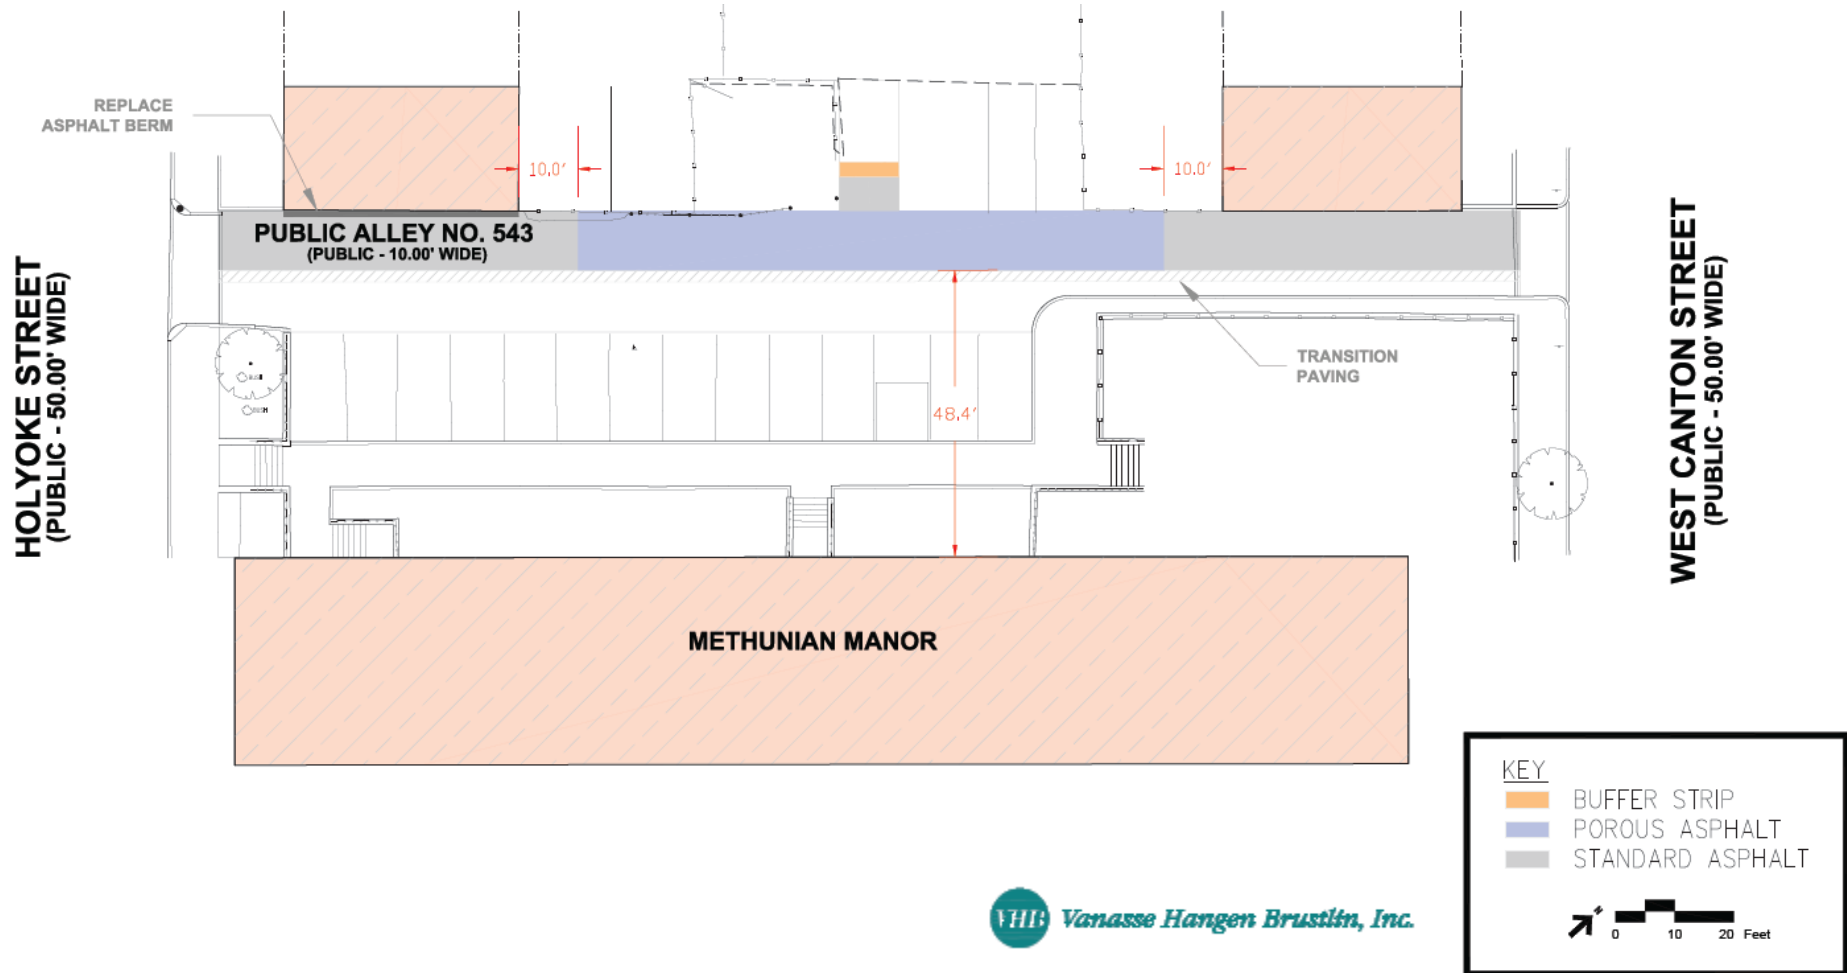 REPLACE
ASPHALT BERM
10.0'
10.0'
PUBLIC ALLEY NO. 543
(PUBLIC - 10.00' WIDE)
HOLYOKE STREET
(PUBLIC - 50.00' WIDE)
WEST CANTON STREET
(PUBLIC - 50.00' WIDE)
TRANSITION
PAVING
48.4'
METHUNIAN MANOR
KEY
BUFFER STRIP
POROUS ASPHALT
STANDARD ASPHALT
0 10 20 Feet
VHB Vanasse Hangen Brustlin, Inc.